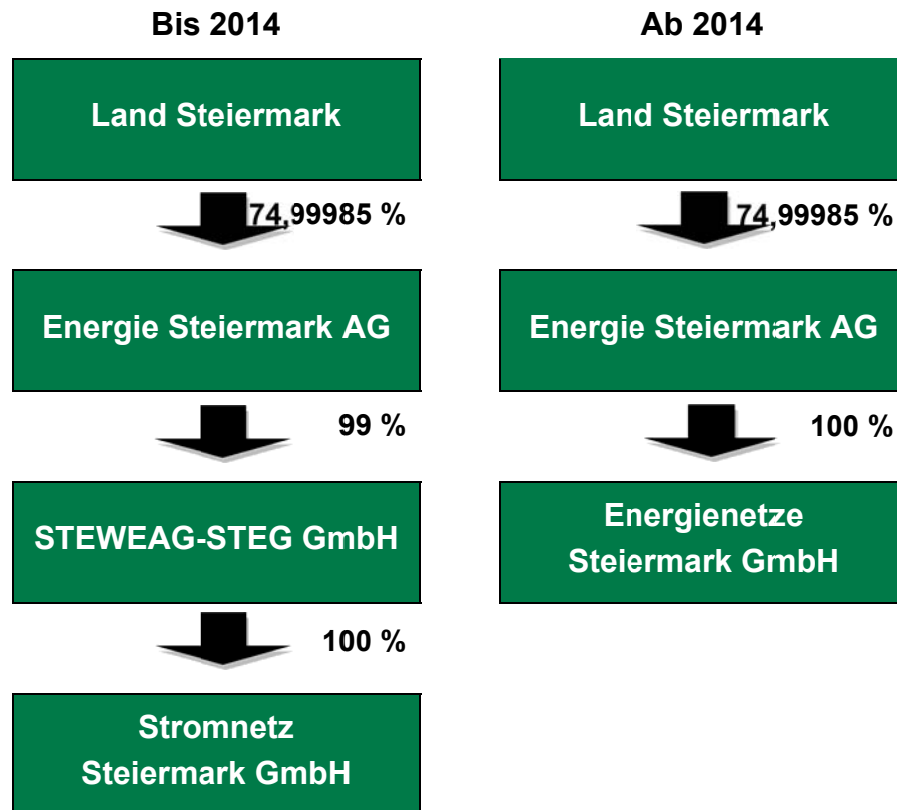 Bis 2014
Land Steiermark
74,99985 %
Energie Steiermark AG
99 %
STEWEAG-STEG GmbH
100 %
Stromnetz
Steiermark GmbH
Ab 2014
Land Steiermark
74,99985 %
Energie Steiermark AG
100 %
Energienetze
Steiermark GmbH